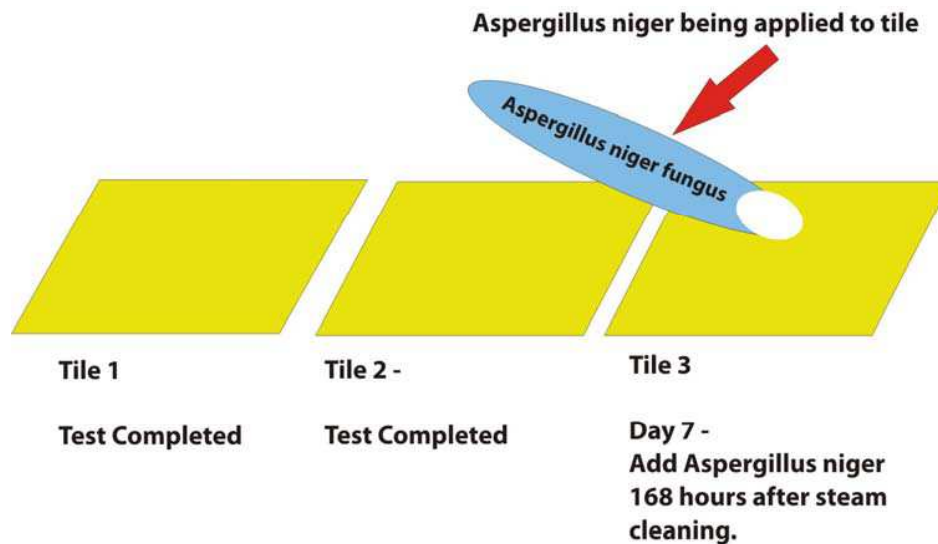 Aspergillus niger being applied to tile
Aspergillus niger fungus
Tile 1
Test Completed
Tile 2 -
Test Completed
Tile 3
Day 7 -
Add Aspergillus niger
168 hours after steam
cleaning.